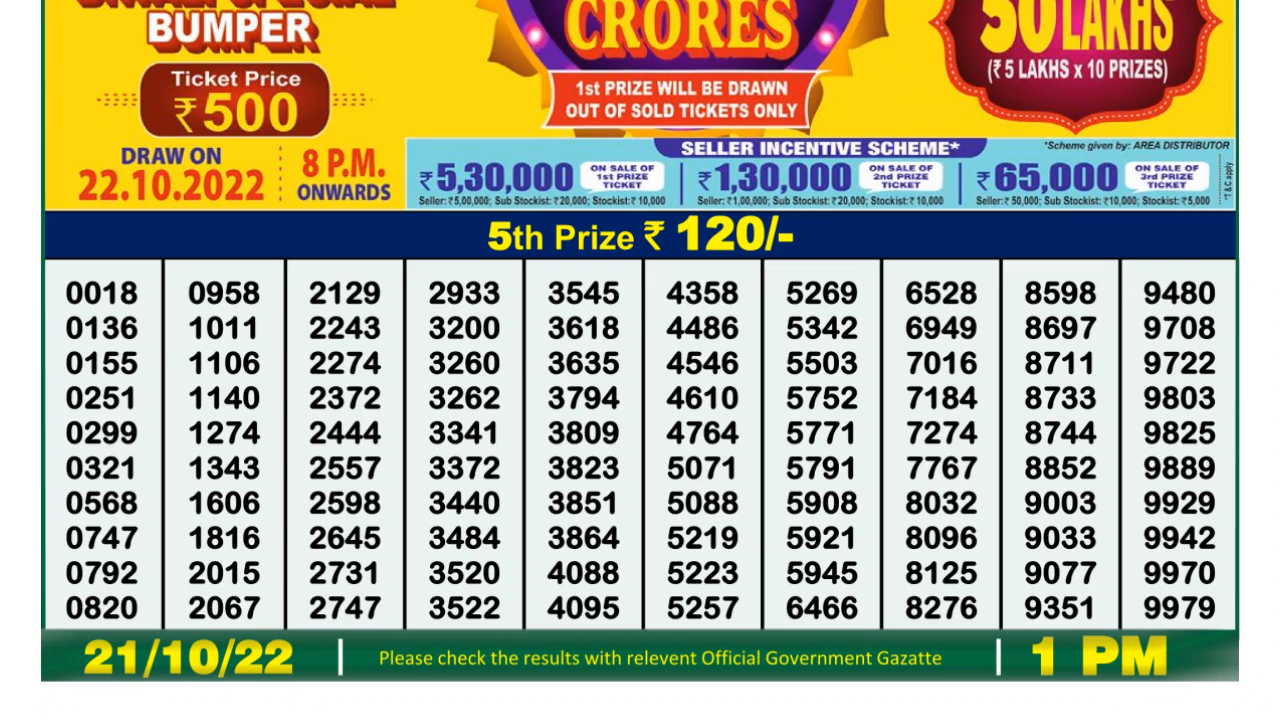 DIWALI SPECIAL
BUMPER
Ticket Price
₹500
DRAW ON
22.10.2022
8 P.M.
ONWARDS
CRORES
1st PRIZE WILL BE DRAWN
OUT OF SOLD TICKETS ONLY
50 LAKHS
(₹ 5 LAKHS x 10 PRIZES)
SELLER INCENTIVE SCHEME*
*Scheme given by: AREA DISTRIBUTOR
₹5,30,000 ON SALE OF 1st PRIZE TICKET
Seller: ₹ 5,00,000; Sub Stockist: ₹20,000; Stockist: ₹ 10,000
₹1,30,000 ON SALE OF 2nd PRIZE TICKET
Seller: ₹ 1,00,000; Sub Stockist: ₹20,000; Stockist: ₹ 10,000
₹65,000 ON SALE OF 3rd PRIZE TICKET
Seller: ₹ 50,000; Sub Stockist: ₹10,000; Stockist: ₹5,000
*T & C apply
5th Prize ₹ 120/-
0018 0958 2129 2933 3545 4358 5269 6528 8598 9480
0136 1011 2243 3200 3618 4486 5342 6949 8697 9708
0155 1106 2274 3260 3635 4546 5503 7016 8711 9722
0251 1140 2372 3262 3794 4610 5752 7184 8733 9803
0299 1274 2444 3341 3809 4764 5771 7274 8744 9825
0321 1343 2557 3372 3823 5071 5791 7767 8852 9889
0568 1606 2598 3440 3851 5088 5908 8032 9003 9929
0747 1816 2645 3484 3864 5219 5921 8096 9033 9942
0792 2015 2731 3520 4088 5223 5945 8125 9077 9970
0820 2067 2747 3522 4095 5257 6466 8276 9351 9979
21/10/22 Please check the results with relevent Official Government Gazatte 1 PM